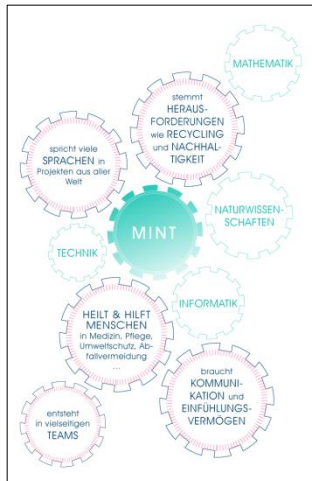 MATHEMATIK
stemmt
HERAUS-
FORDERUNGEN
wie RECYCLING
und NACHHAL-
TIGKEIT
spricht viele
SPRACHEN in
Projekten aus aller
Welt
NATURWISSEN-
SCHAFTEN
MINT
TECHNIK
INFORMATIK
HEILT & HILFT
MENSCHEN
in Medizin, Pflege,
Umweltschutz, Ab-
fallvermeidung
...
braucht
KOMMUNI-
KATION und
EINFÜHLUNGS-
VERMÖGEN
entsteht
in vielseitigen
TEAMS